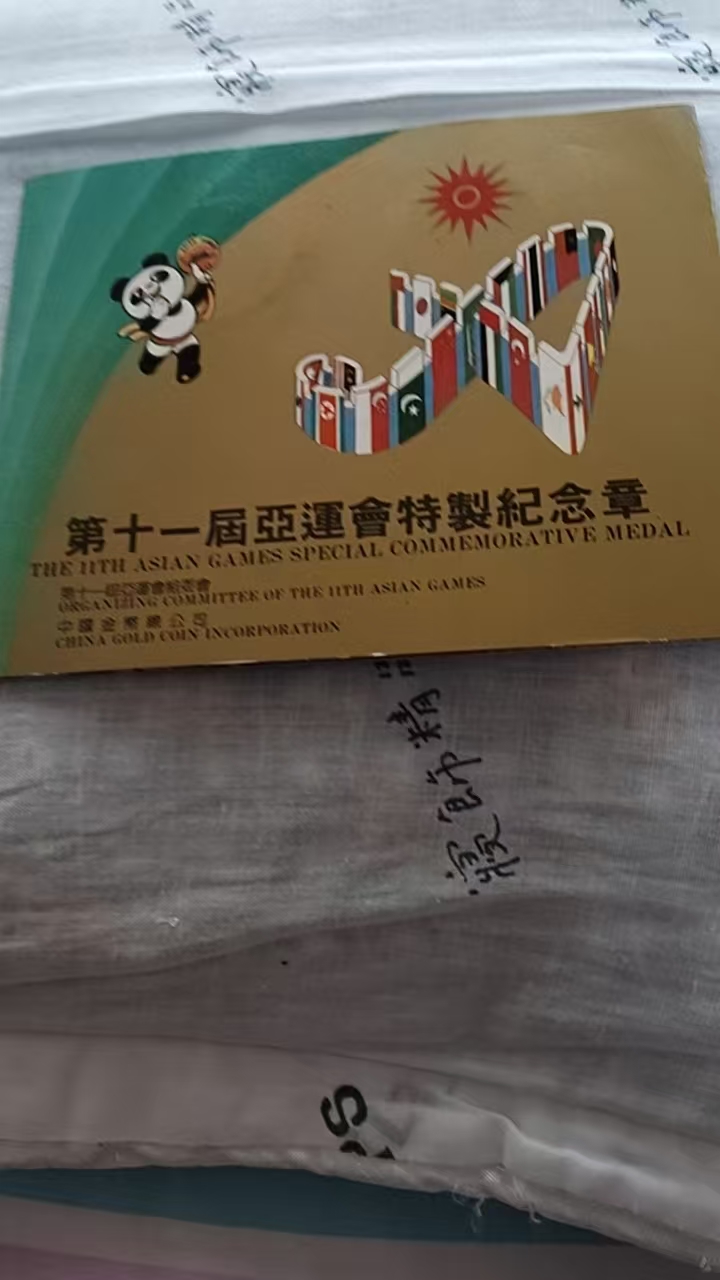 第十一屆亞運會特製紀念章
THE 11TH ASIAN GAMES SPECIAL COMMEMORATIVE MEDAL
第十一屆亞運會組委會
ORGANIZING COMMITTEE OF THE 11TH ASIAN GAMES
中國金幣總公司
CHINA GOLD COIN INCORPORATION